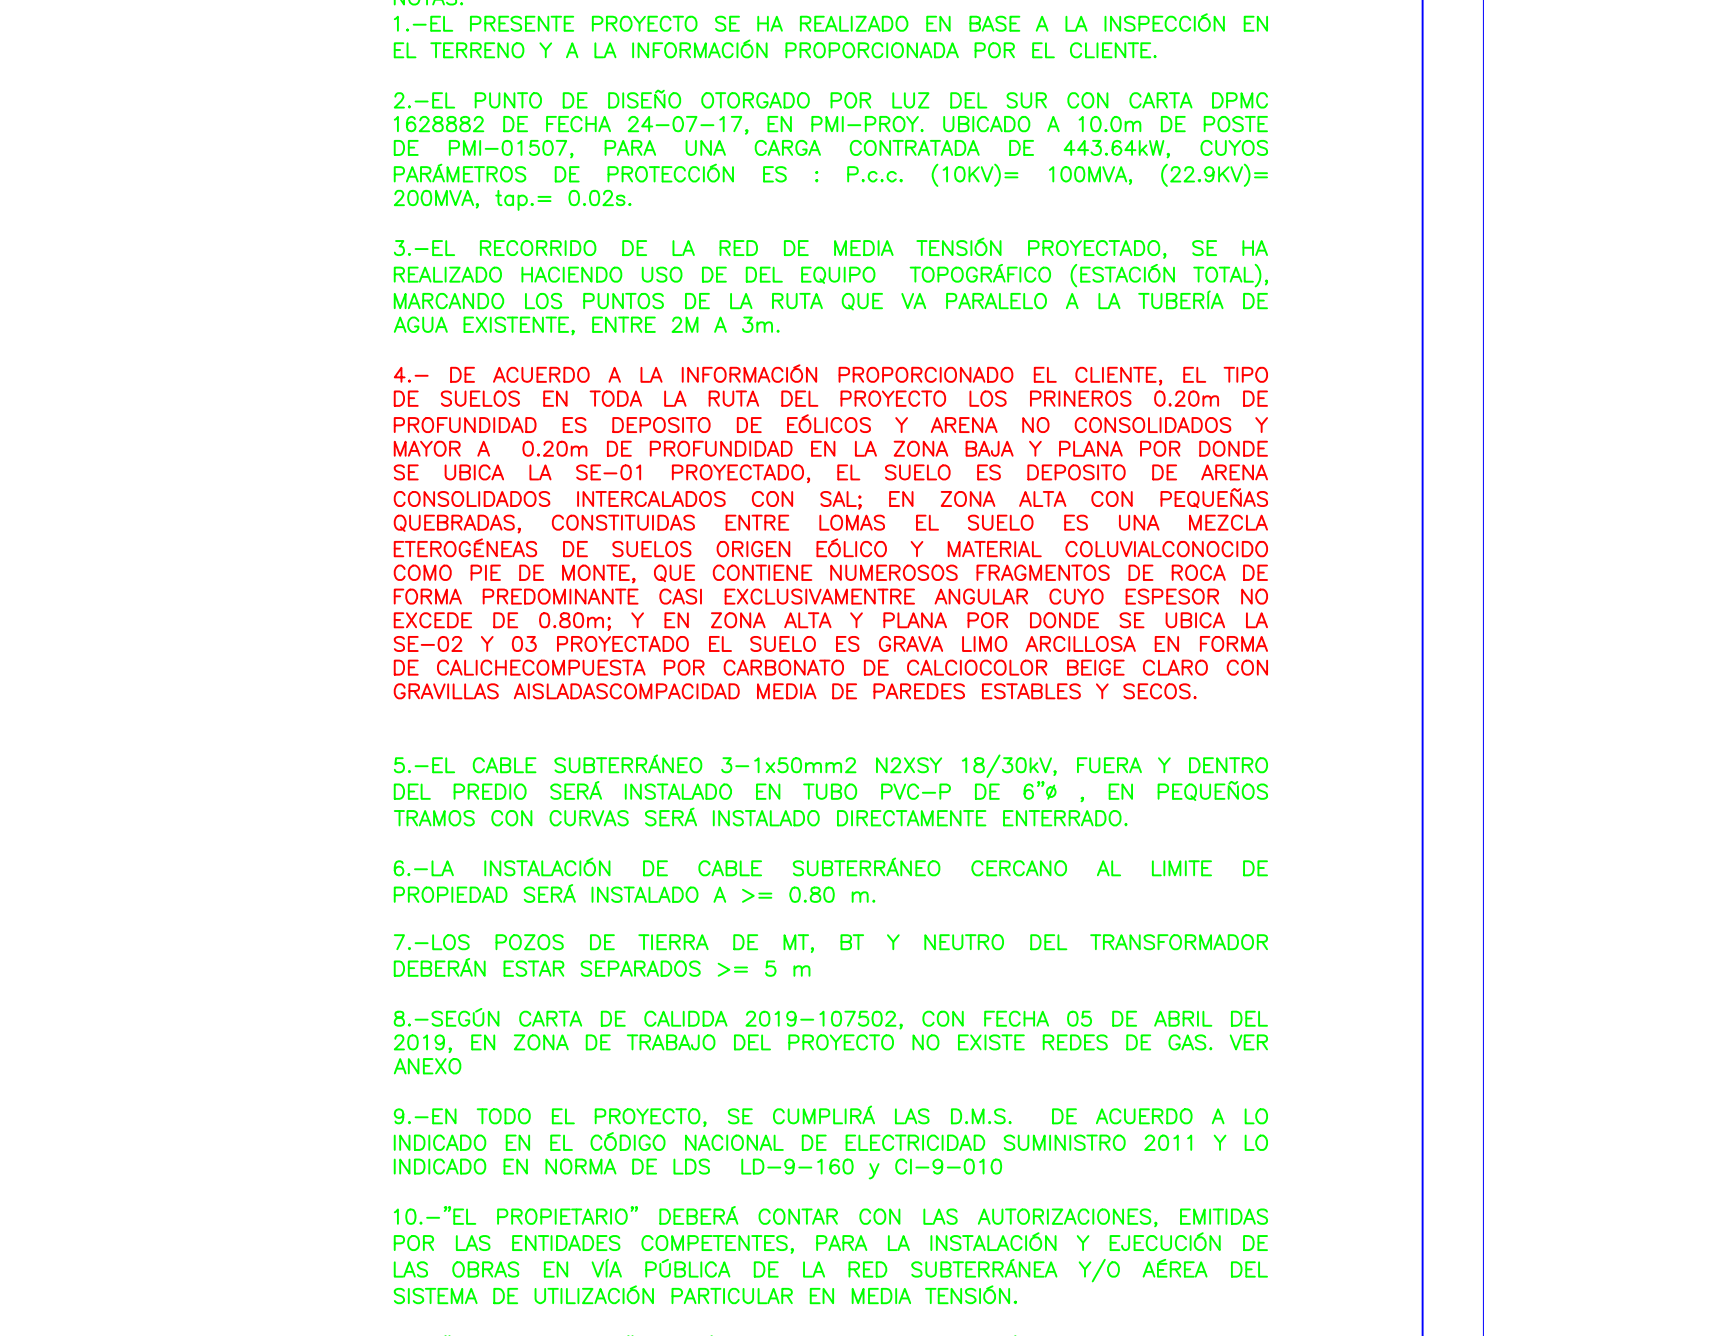 NOTAS:
1.-EL PRESENTE PROYECTO SE HA REALIZADO EN BASE A LA INSPECCIÓN EN
EL TERRENO Y A LA INFORMACIÓN PROPORCIONADA POR EL CLIENTE.
2.-EL PUNTO DE DISEÑO OTORGADO POR LUZ DEL SUR CON CARTA DPMC
1628882 DE FECHA 24-07-17, EN PMI-PROY. UBICADO A 10.0m DE POSTE
DE PMI-01507, PARA UNA CARGA CONTRATADA DE 443.64kW, CUYOS
PARÁMETROS DE PROTECCIÓN ES : P.c.c. (10KV)= 100MVA, (22.9KV)=
200MVA, tap.= 0.02s.
3.-EL RECORRIDO DE LA RED DE MEDIA TENSIÓN PROYECTADO, SE HA
REALIZADO HACIENDO USO DE DEL EQUIPO TOPOGRÁFICO (ESTACIÓN TOTAL),
MARCANDO LOS PUNTOS DE LA RUTA QUE VA PARALELO A LA TUBERÍA DE
AGUA EXISTENTE, ENTRE 2M A 3m.
4.- DE ACUERDO A LA INFORMACIÓN PROPORCIONADO EL CLIENTE, EL TIPO
DE SUELOS EN TODA LA RUTA DEL PROYECTO LOS PRINEROS 0.20m DE
PROFUNDIDAD ES DEPOSITO DE EÓLICOS Y ARENA NO CONSOLIDADOS Y
MAYOR A 0.20m DE PROFUNDIDAD EN LA ZONA BAJA Y PLANA POR DONDE
SE UBICA LA SE-01 PROYECTADO, EL SUELO ES DEPOSITO DE ARENA
CONSOLIDADOS INTERCALADOS CON SAL; EN ZONA ALTA CON PEQUEÑAS
QUEBRADAS, CONSTITUIDAS ENTRE LOMAS EL SUELO ES UNA MEZCLA
ETEROGÉNEAS DE SUELOS ORIGEN EÓLICO Y MATERIAL COLUVIALCONOCIDO
COMO PIE DE MONTE, QUE CONTIENE NUMEROSOS FRAGMENTOS DE ROCA DE
FORMA PREDOMINANTE CASI EXCLUSIVAMENTRE ANGULAR CUYO ESPESOR NO
EXCEDE DE 0.80m; Y EN ZONA ALTA Y PLANA POR DONDE SE UBICA LA
SE-02 Y 03 PROYECTADO EL SUELO ES GRAVA LIMO ARCILLOSA EN FORMA
DE CALICHECOMPUESTA POR CARBONATO DE CALCIOCOLOR BEIGE CLARO CON
GRAVILLAS AISLADASCOMPACIDAD MEDIA DE PAREDES ESTABLES Y SECOS.
5.-EL CABLE SUBTERRÁNEO 3-1x50mm2 N2XSY 18/30kV, FUERA Y DENTRO
DEL PREDIO SERÁ INSTALADO EN TUBO PVC-P DE 6"ø , EN PEQUEÑOS
TRAMOS CON CURVAS SERÁ INSTALADO DIRECTAMENTE ENTERRADO.
6.-LA INSTALACIÓN DE CABLE SUBTERRÁNEO CERCANO AL LIMITE DE
PROPIEDAD SERÁ INSTALADO A >= 0.80 m.
7.-LOS POZOS DE TIERRA DE MT, BT Y NEUTRO DEL TRANSFORMADOR
DEBERÁN ESTAR SEPARADOS >= 5 m
8.-SEGÚN CARTA DE CALIDDA 2019-107502, CON FECHA 05 DE ABRIL DEL
2019, EN ZONA DE TRABAJO DEL PROYECTO NO EXISTE REDES DE GAS. VER
ANEXO
9.-EN TODO EL PROYECTO, SE CUMPLIRÁ LAS D.M.S. DE ACUERDO A LO
INDICADO EN EL CÓDIGO NACIONAL DE ELECTRICIDAD SUMINISTRO 2011 Y LO
INDICADO EN NORMA DE LDS LD-9-160 y CI-9-010
10.-"EL PROPIETARIO" DEBERÁ CONTAR CON LAS AUTORIZACIONES, EMITIDAS
POR LAS ENTIDADES COMPETENTES, PARA LA INSTALACIÓN Y EJECUCIÓN DE
LAS OBRAS EN VÍA PÚBLICA DE LA RED SUBTERRÁNEA Y/O AÉREA DEL
SISTEMA DE UTILIZACIÓN PARTICULAR EN MEDIA TENSIÓN.